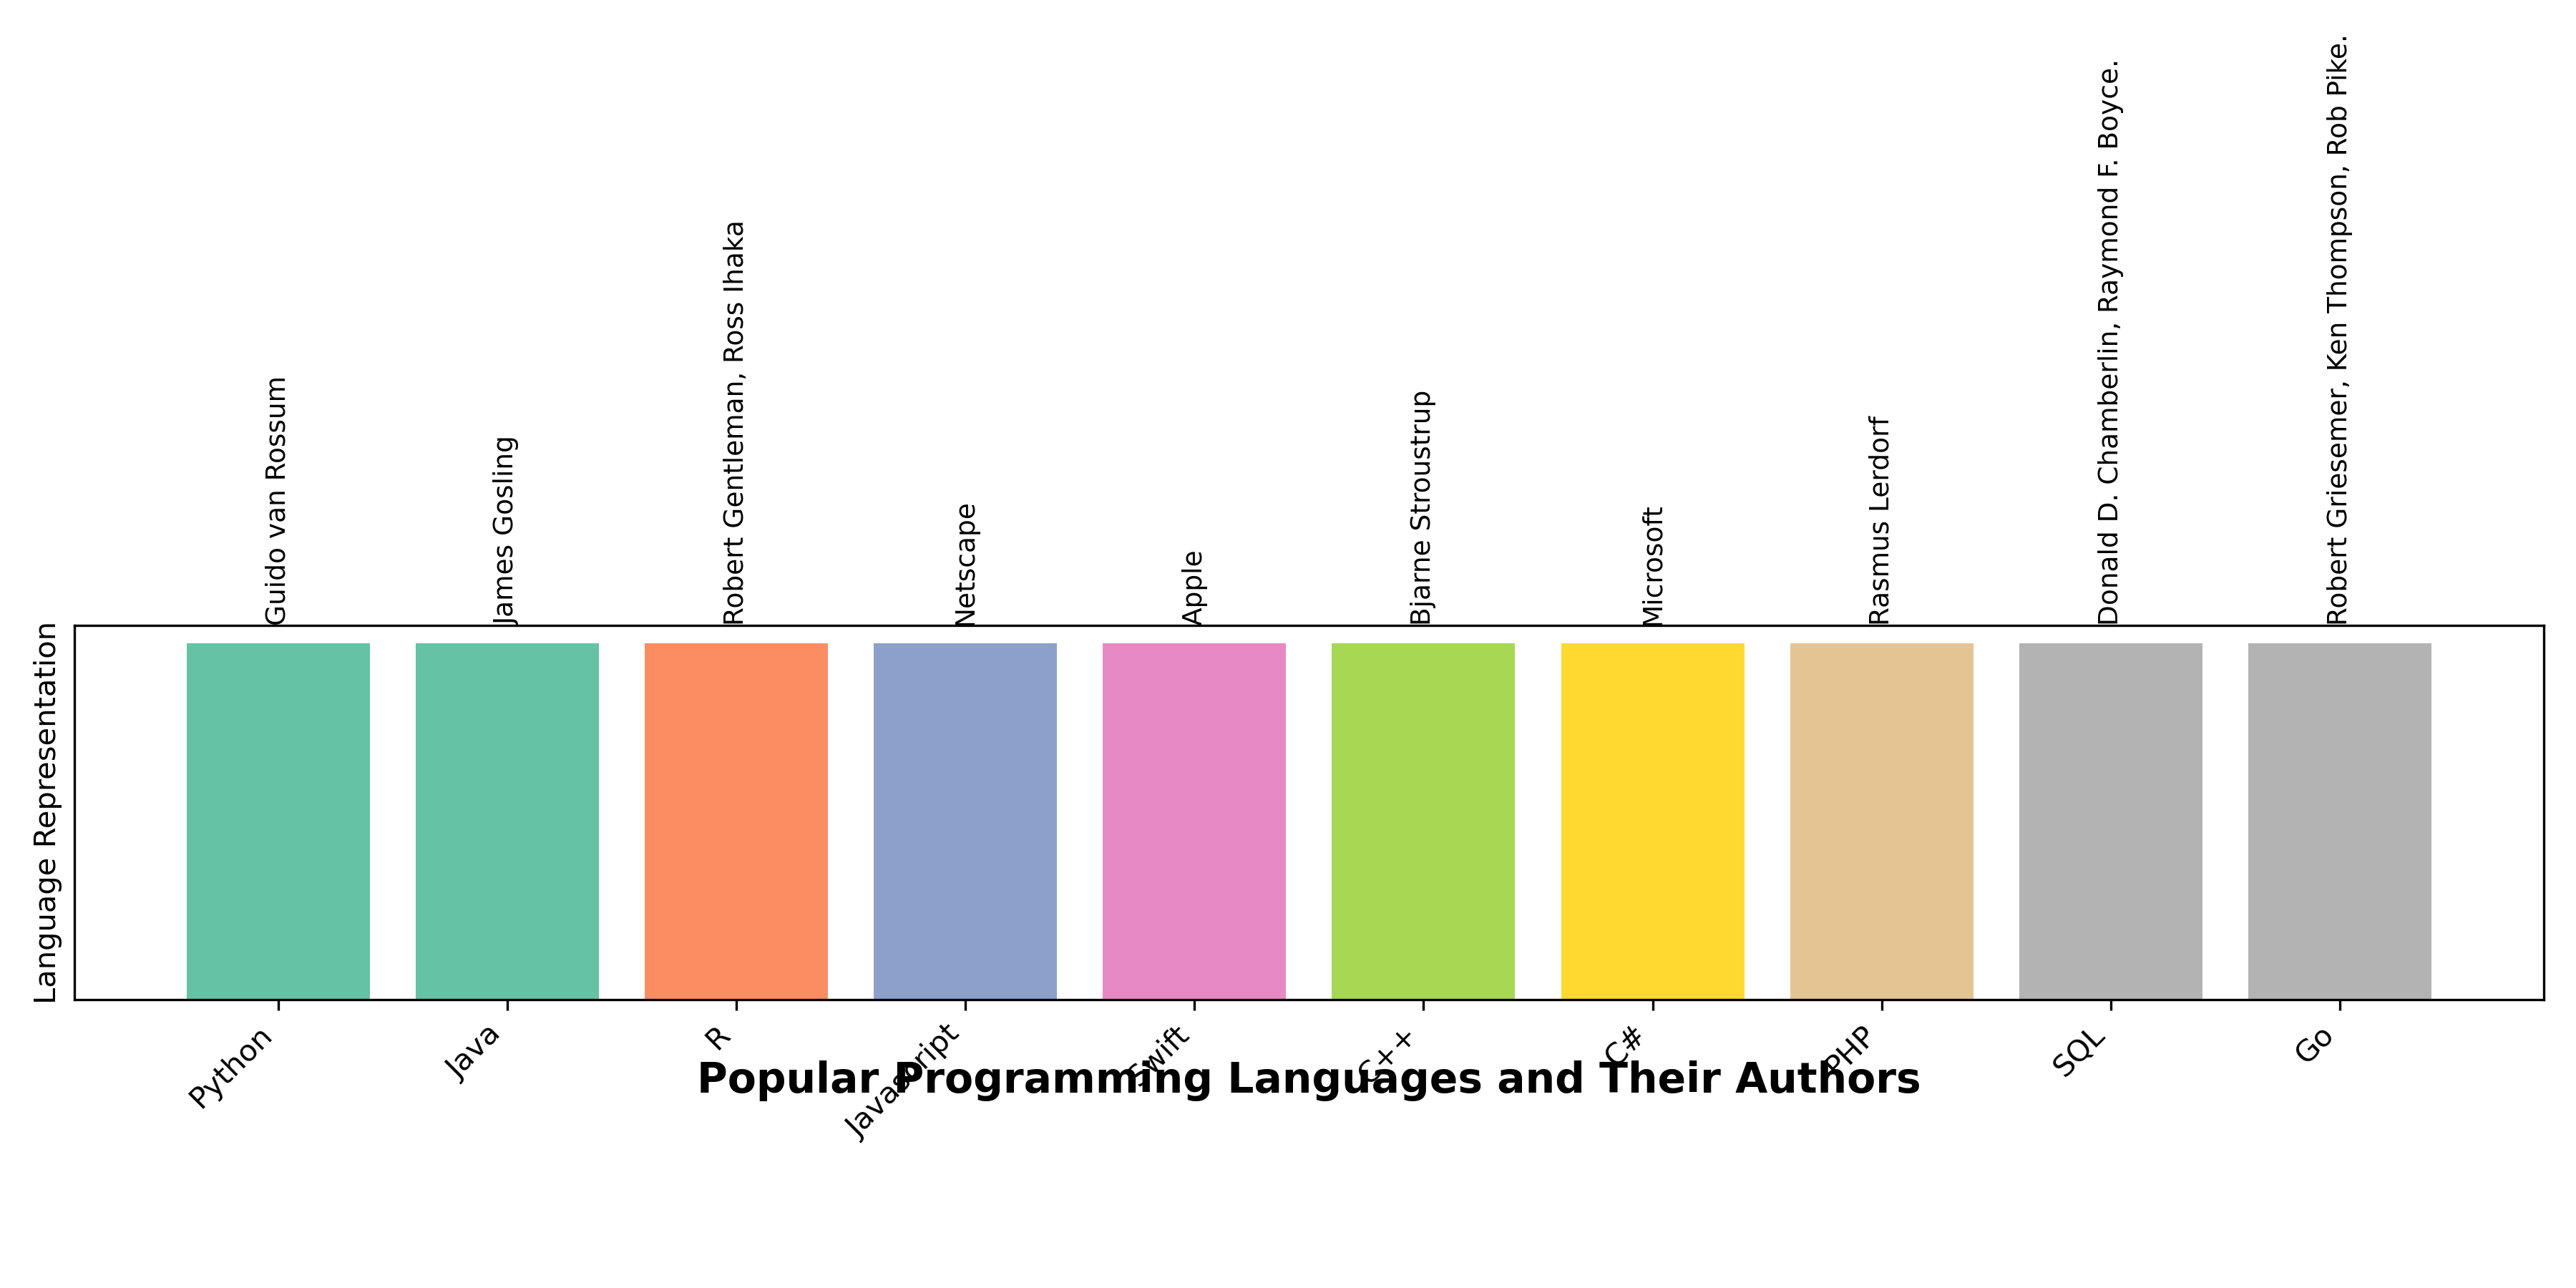 Guido van Rossum
James Gosling
Robert Gentleman, Ross Ihaka
Netscape
Apple
Bjarne Stroustrup
Microsoft
Rasmus Lerdorf
Donald D. Chamberlin, Raymond F. Boyce.
Robert Griesemer, Ken Thompson, Rob Pike.
Language Representation
Python
Java
R
Javascript
Swift
C++
C#
PHP
SQL
Go
Popular Programming Languages and Their Authors